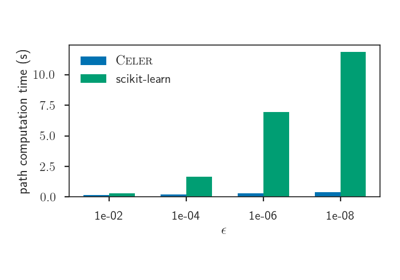 path computation time (s)
10.0
7.5
5.0
2.5
0.0
CELER
scikit-learn
1e-02 1e-04 1e-06 1e-08
ϵ